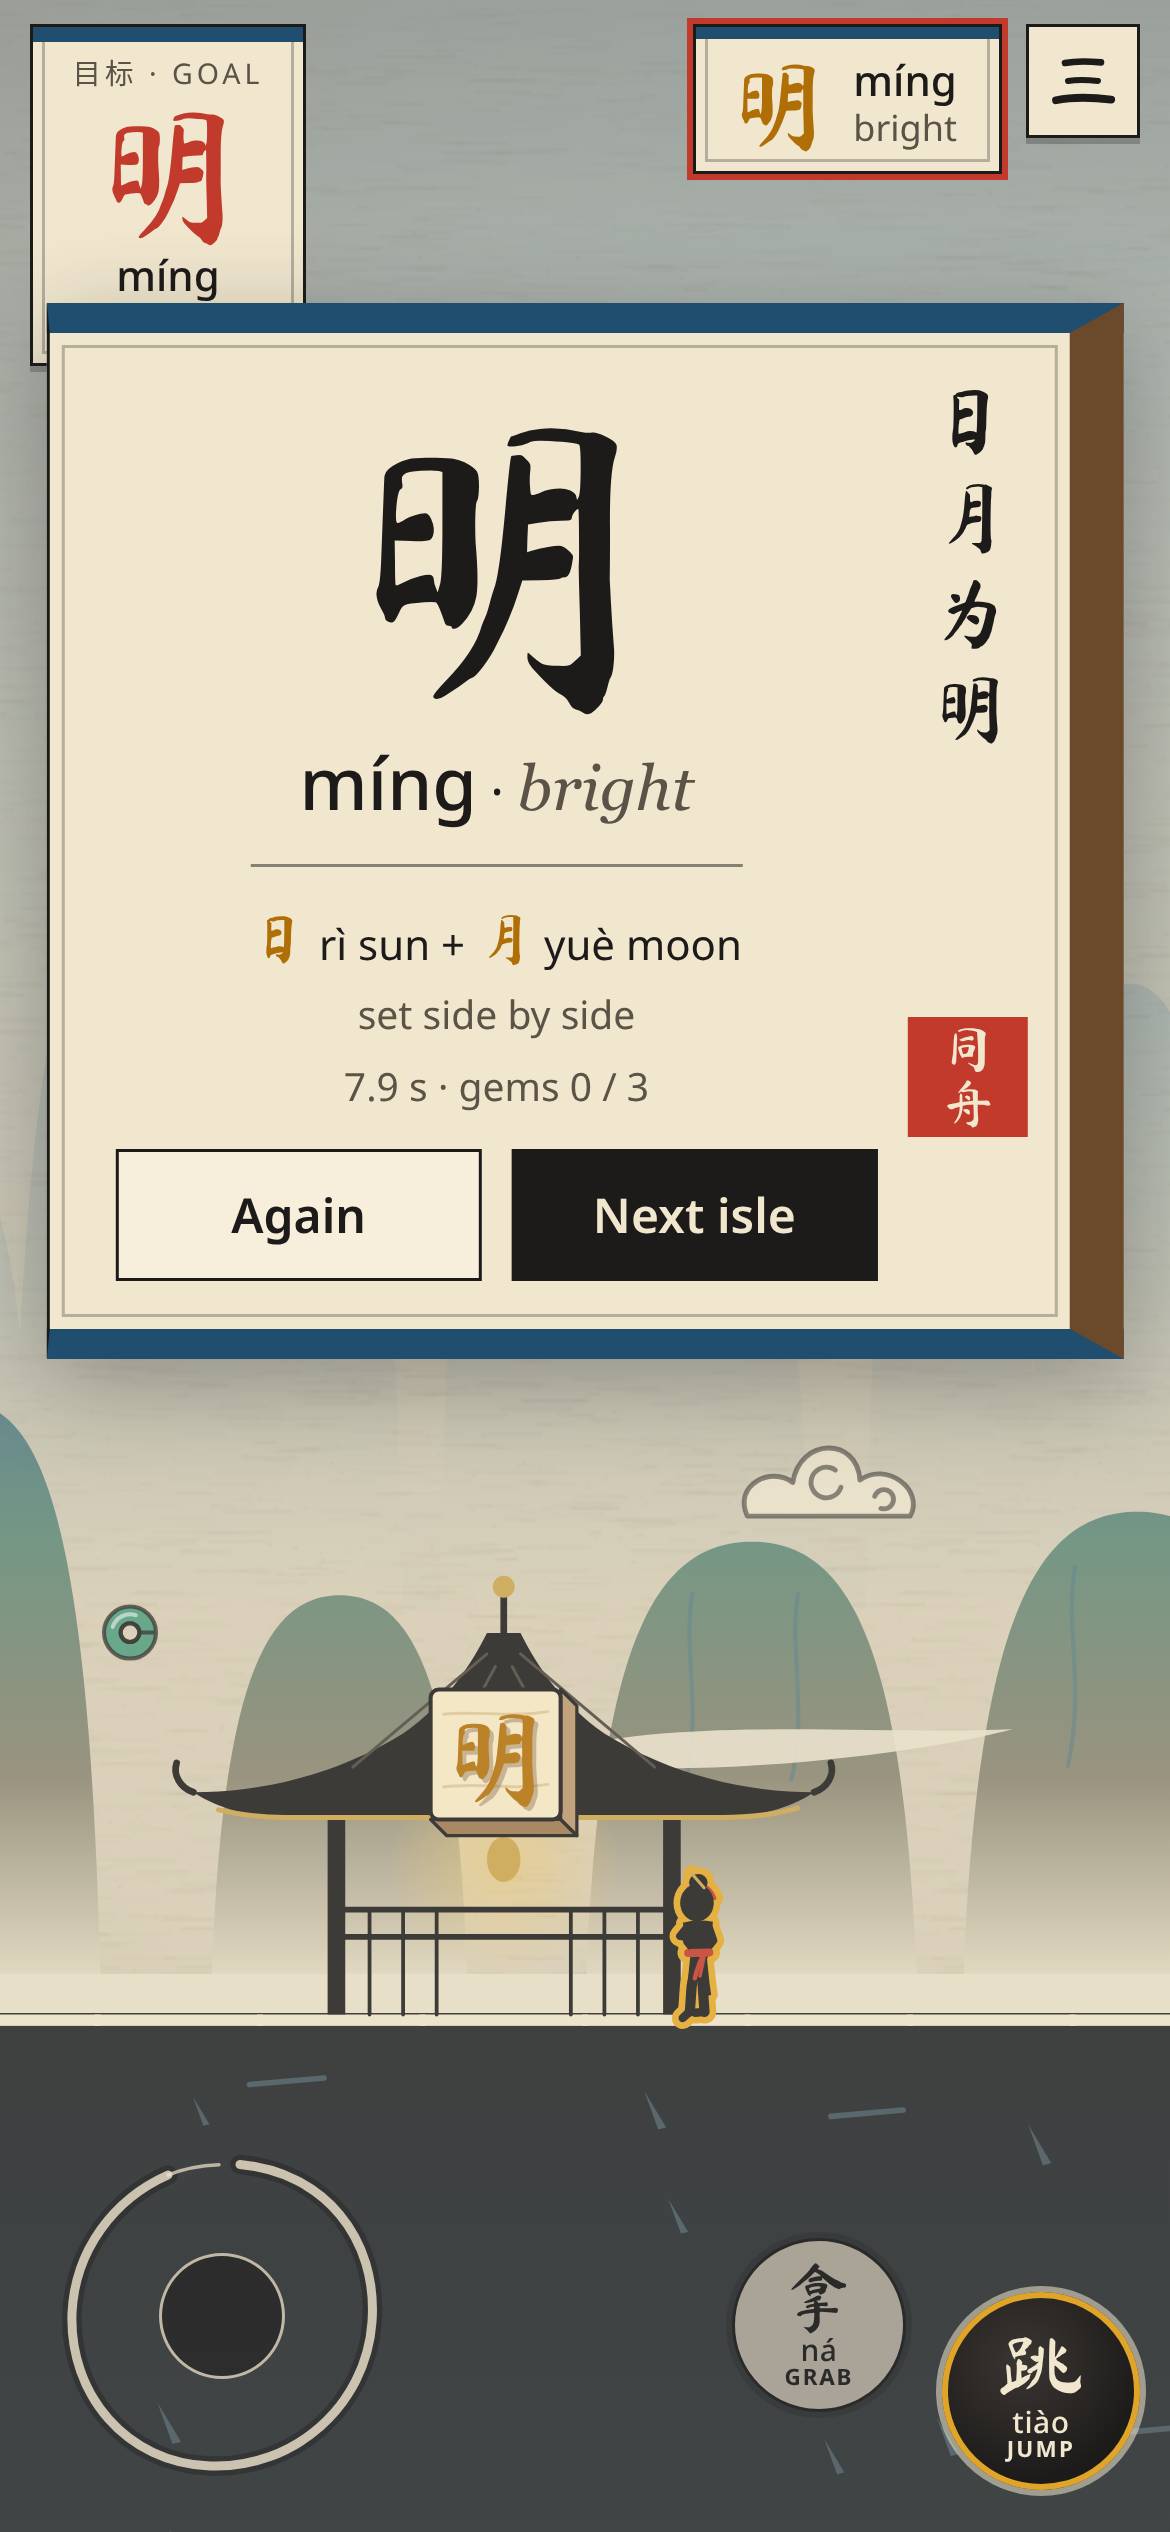 目标 · GOAL
明
míng
明
míng
bright
三
明
míng · bright
日月为明
日 rì sun + 月 yuè moon
set side by side
7.9 s · gems 0 / 3
同舟
Again
Next isle
明
拿
ná
GRAB
跳
tiào
JUMP